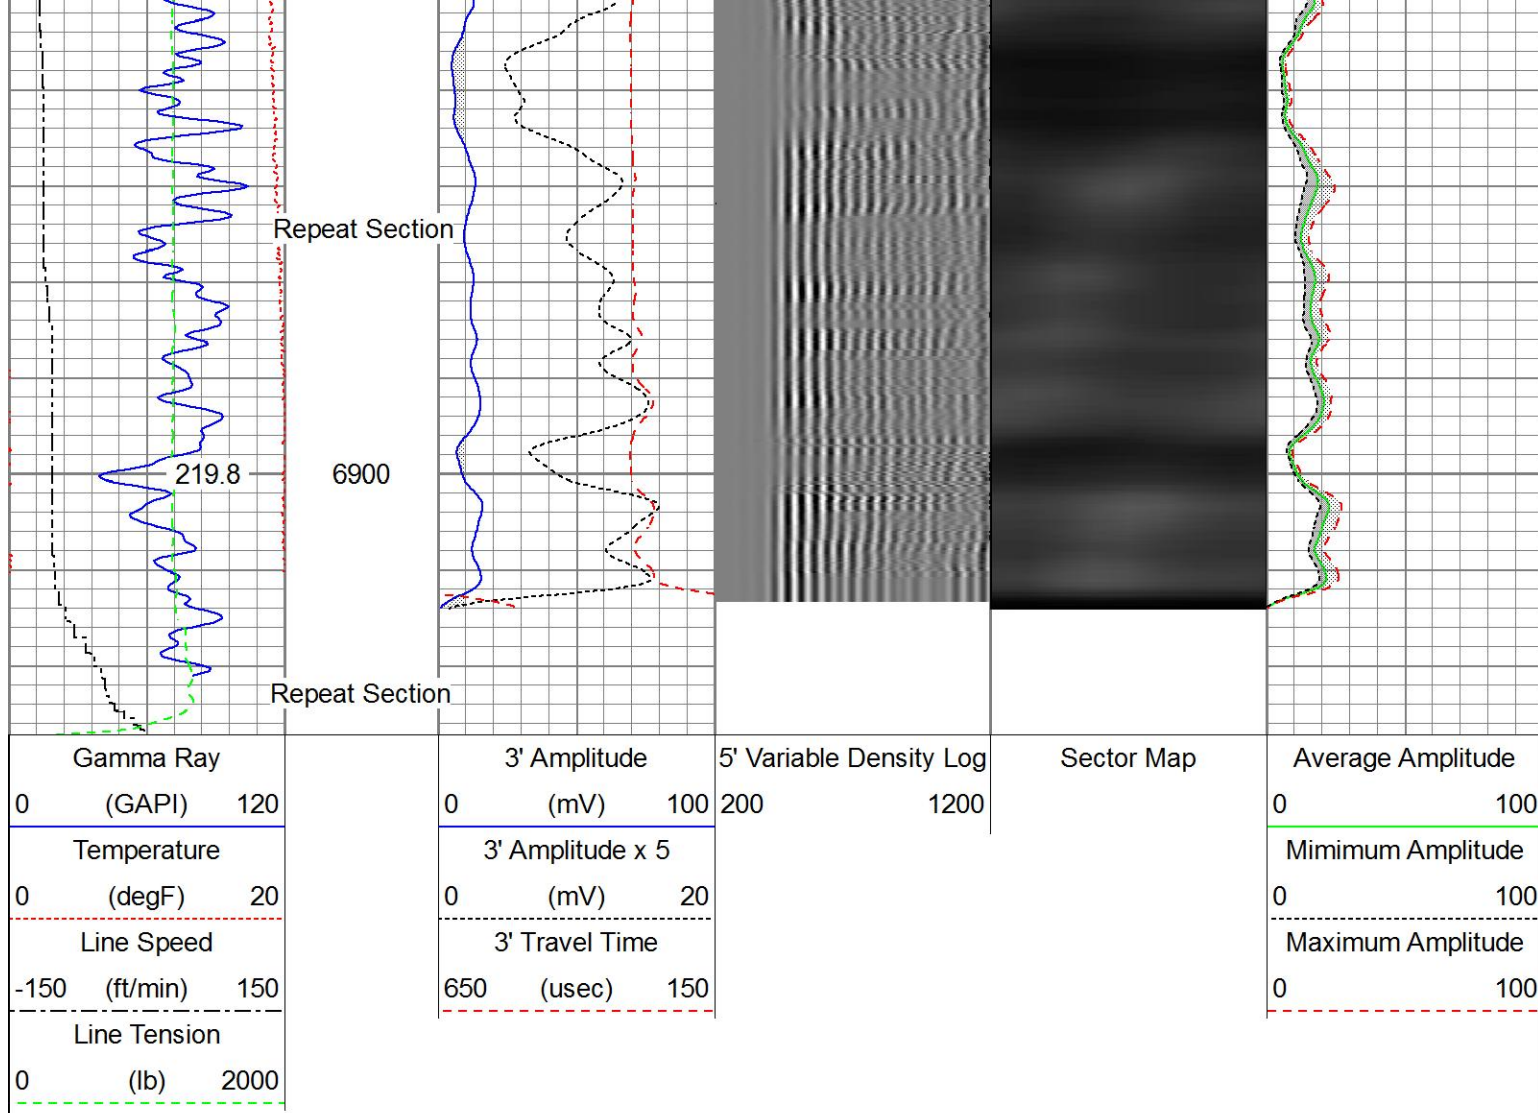 Repeat Section
219.8
6900
Repeat Section
Gamma Ray
0 (GAPI) 120
Temperature
0 (degF) 20
Line Speed
-150 (ft/min) 150
Line Tension
0 (lb) 2000
3' Amplitude
0 (mV) 100
3' Amplitude x 5
0 (mV) 20
3' Travel Time
650 (usec) 150
5' Variable Density Log
200 1200
Sector Map
Average Amplitude
0 100
Mimimum Amplitude
0 100
Maximum Amplitude
0 100